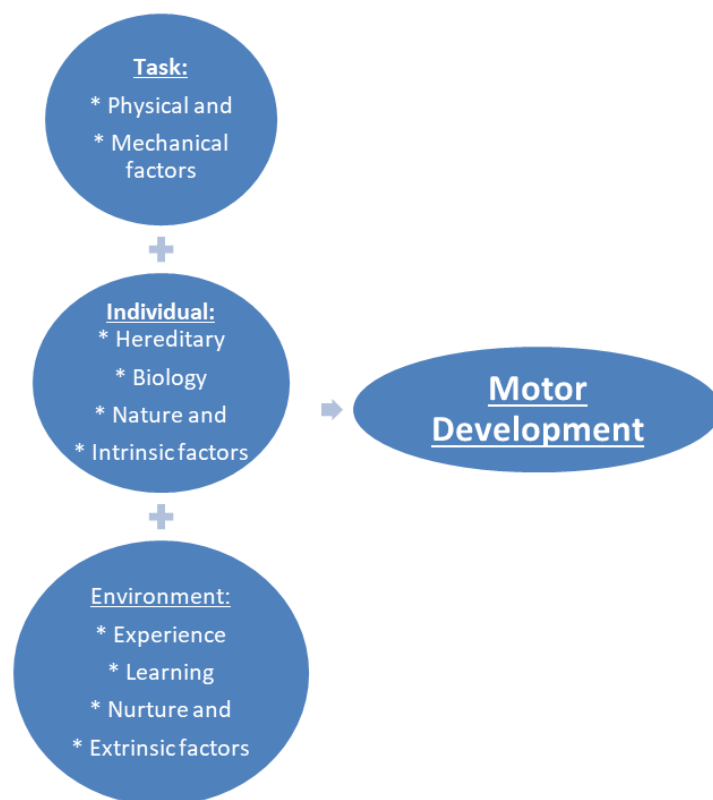 Task:
* Physical and
* Mechanical
factors
Individual:
* Hereditary
* Biology
* Nature and
* Intrinsic factors
Motor
Development
Environment:
* Experience
* Learning
* Nurture and
* Extrinsic factors